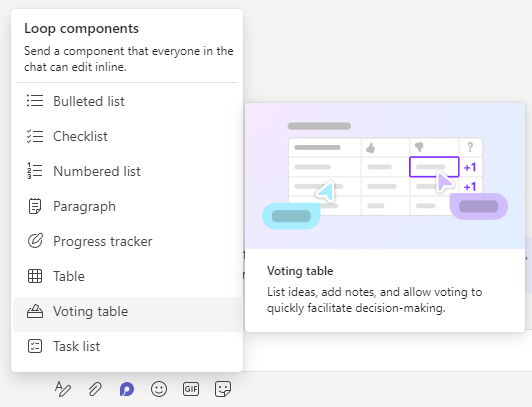 Loop components
Send a component that everyone in the
chat can edit inline.
Bulleted list
Checklist
Numbered list
Paragraph
Progress tracker
Table
Voting table
Task list
?
+1
+1
Voting table
List ideas, add notes, and allow voting to
quickly facilitate decision-making.
GIF